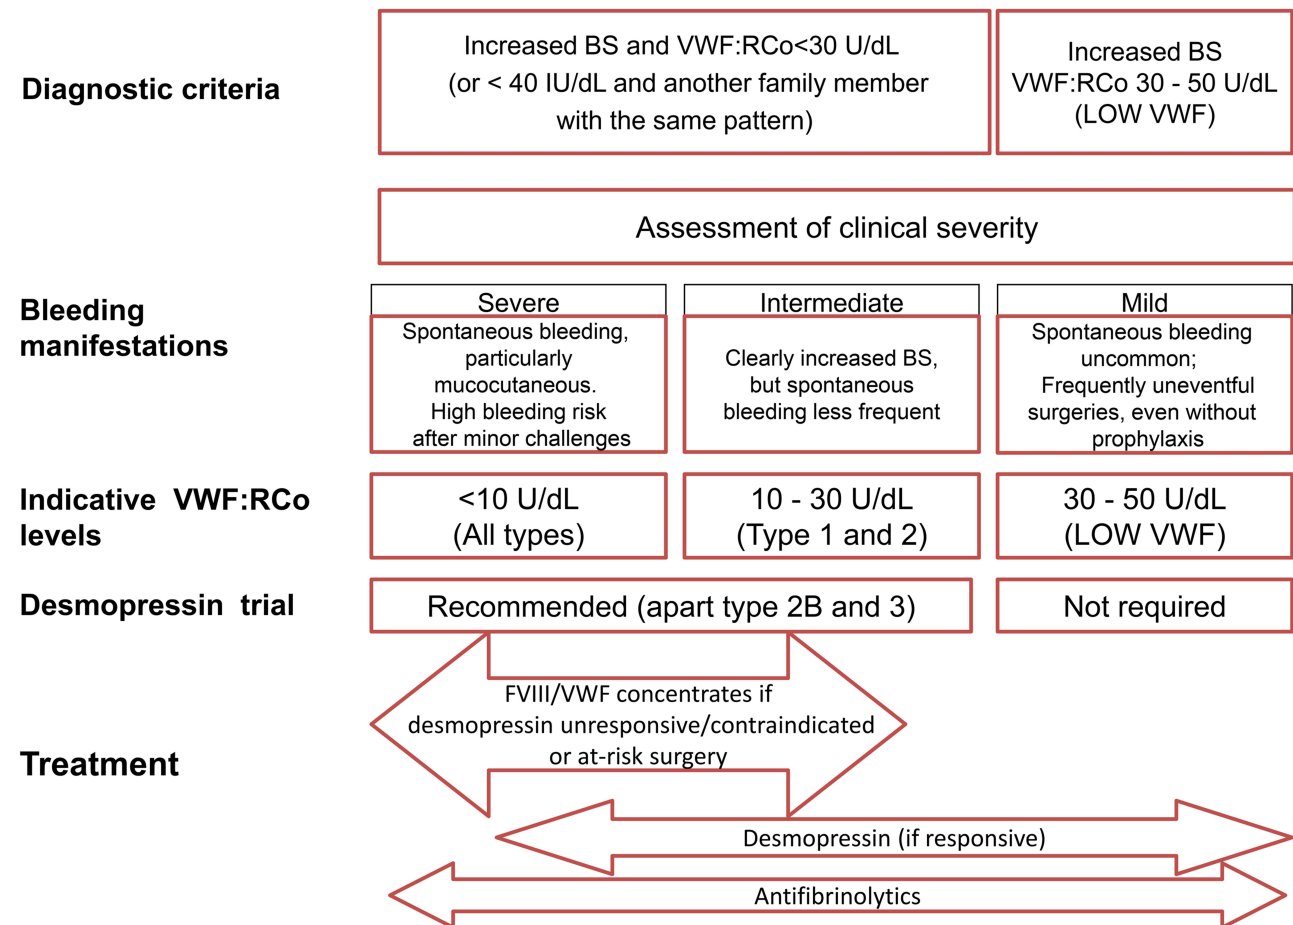 Diagnostic criteria
Increased BS and VWF:RCo<30 U/dL
(or < 40 IU/dL and another family member
with the same pattern)
Increased BS
VWF:RCo 30 - 50 U/dL
(LOW VWF)
Assessment of clinical severity
Bleeding
manifestations
Severe
Spontaneous bleeding,
particularly
mucocutaneous.
High bleeding risk
after minor challenges
Intermediate
Clearly increased BS,
but spontaneous
bleeding less frequent
Mild
Spontaneous bleeding
uncommon;
Frequently uneventful
surgeries, even without
prophylaxis
Indicative VWF:RCo
levels
<10 U/dL
(All types)
10 - 30 U/dL
(Type 1 and 2)
30 - 50 U/dL
(LOW VWF)
Desmopressin trial
Recommended (apart type 2B and 3)
Not required
Treatment
FVIII/VWF concentrates if
desmopressin unresponsive/contraindicated
or at-risk surgery
Desmopressin (if responsive)
Antifibrinolytics